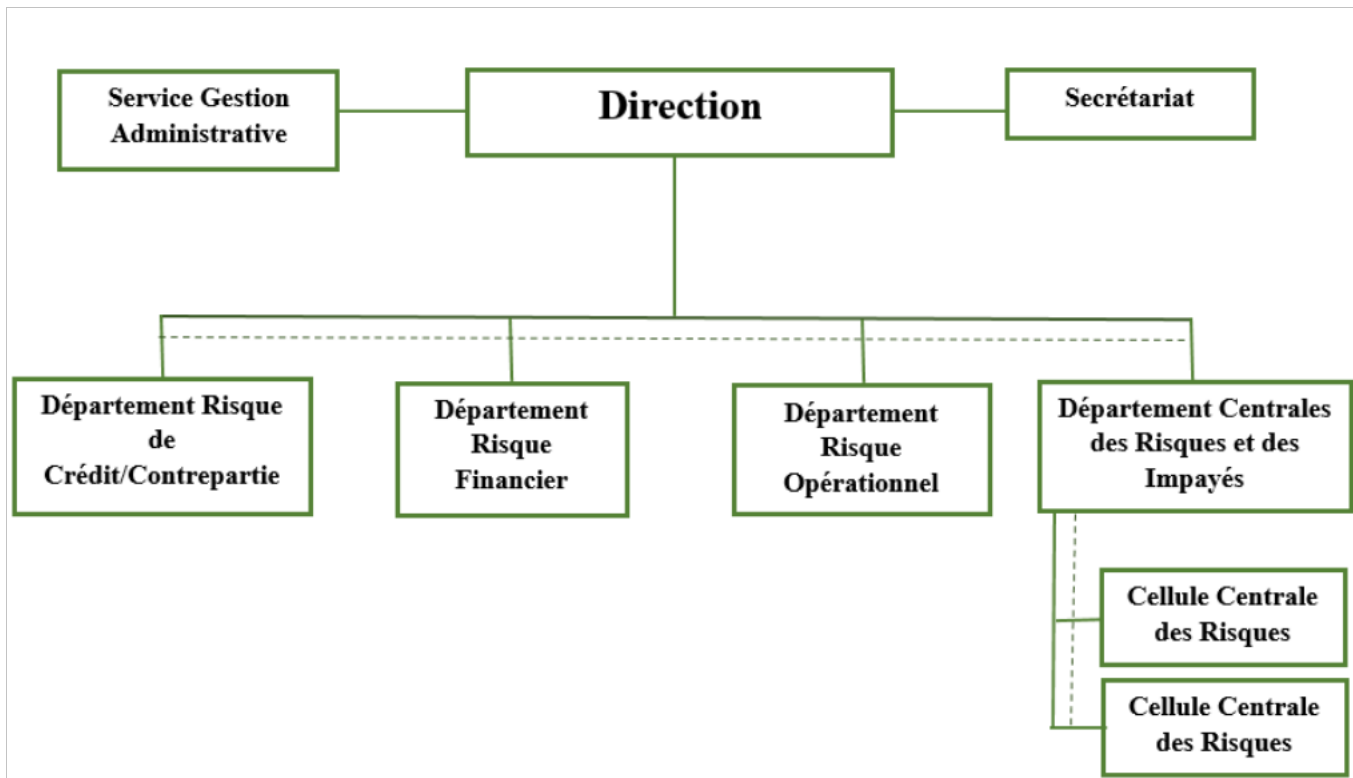 Service Gestion
Administrative
Direction
Secrétariat
Département Risque
de
Crédit/Contrepartie
Département
Risque
Financier
Département
Risque
Opérationnel
Département Centrales
des Risques et des
Impayés
Cellule Centrale
des Risques
Cellule Centrale
des Risques